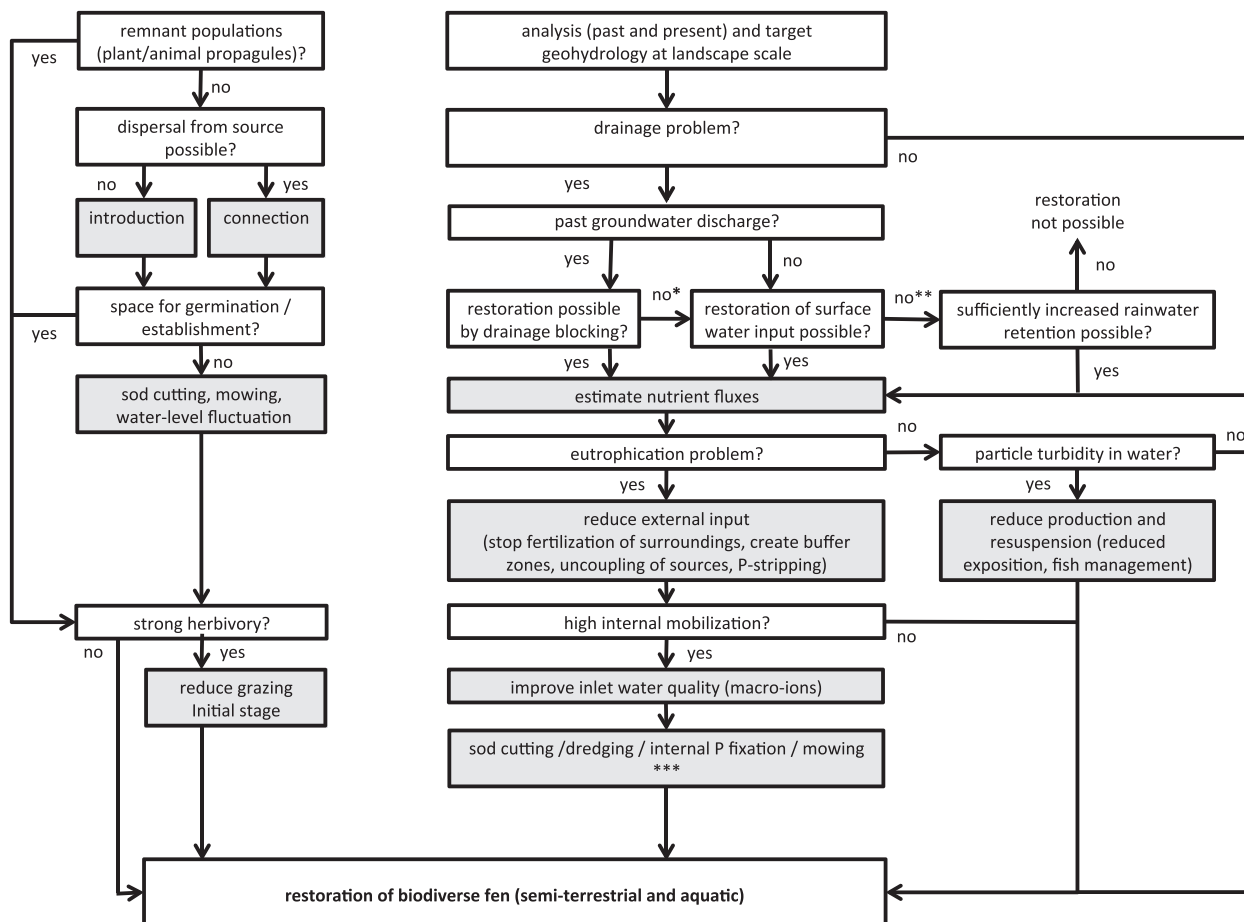 remnant populations
(plant/animal propagules)?
yes
no
dispersal from source
possible?
no
yes
introduction
connection
space for germination /
establishment?
yes
no
sod cutting, mowing,
water-level fluctuation
strong herbivory?
no
yes
reduce grazing
Initial stage
analysis (past and present) and target
geohydrology at landscape scale
drainage problem?
no
yes
past groundwater discharge?
yes
no
restoration
not possible
no
restoration possible
by drainage blocking?
no*
restoration of surface
water input possible?
no**
sufficiently increased rainwater
retention possible?
yes
yes
yes
estimate nutrient fluxes
eutrophication problem?
no
particle turbidity in water?
no
yes
yes
reduce external input
(stop fertilization of surroundings, create buffer
zones, uncoupling of sources, P-stripping)
reduce production and
resuspension (reduced
exposition, fish management)
high internal mobilization?
no
yes
improve inlet water quality (macro-ions)
sod cutting /dredging / internal P fixation / mowing
***
restoration of biodiverse fen (semi-terrestrial and aquatic)